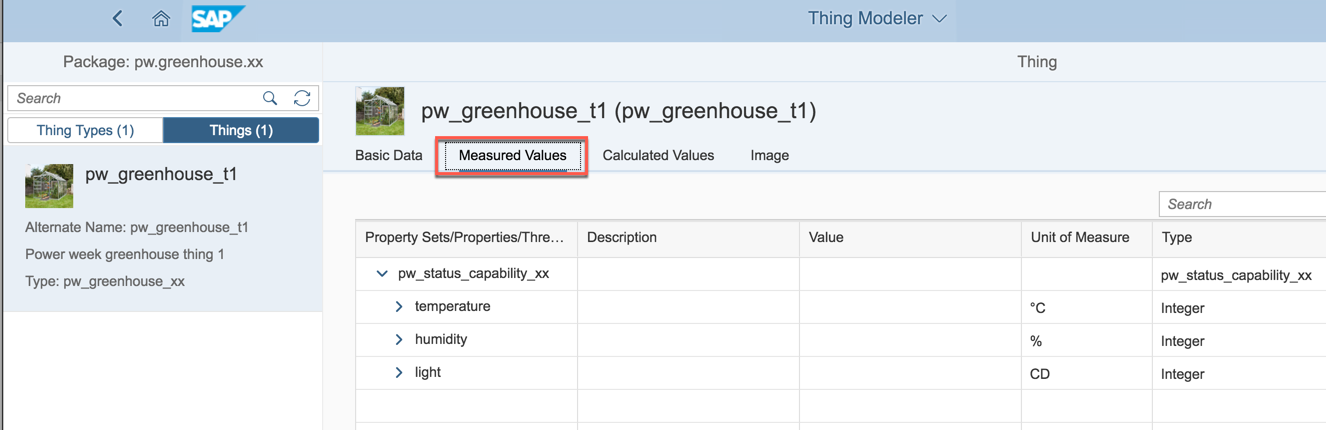 SAP
Thing Modeler
Package: pw.greenhouse.xx
Thing
Search
Thing Types (1)
Things (1)
pw_greenhouse_t1
Alternate Name: pw_greenhouse_t1
Power week greenhouse thing 1
Type: pw_greenhouse_xx
pw_greenhouse_t1 (pw_greenhouse_t1)
Basic Data
Measured Values
Calculated Values
Image
Search
Property Sets/Properties/Thre… Description Value Unit of Measure Type
pw_status_capability_xx pw_status_capability_xx
temperature °C Integer
humidity % Integer
light CD Integer